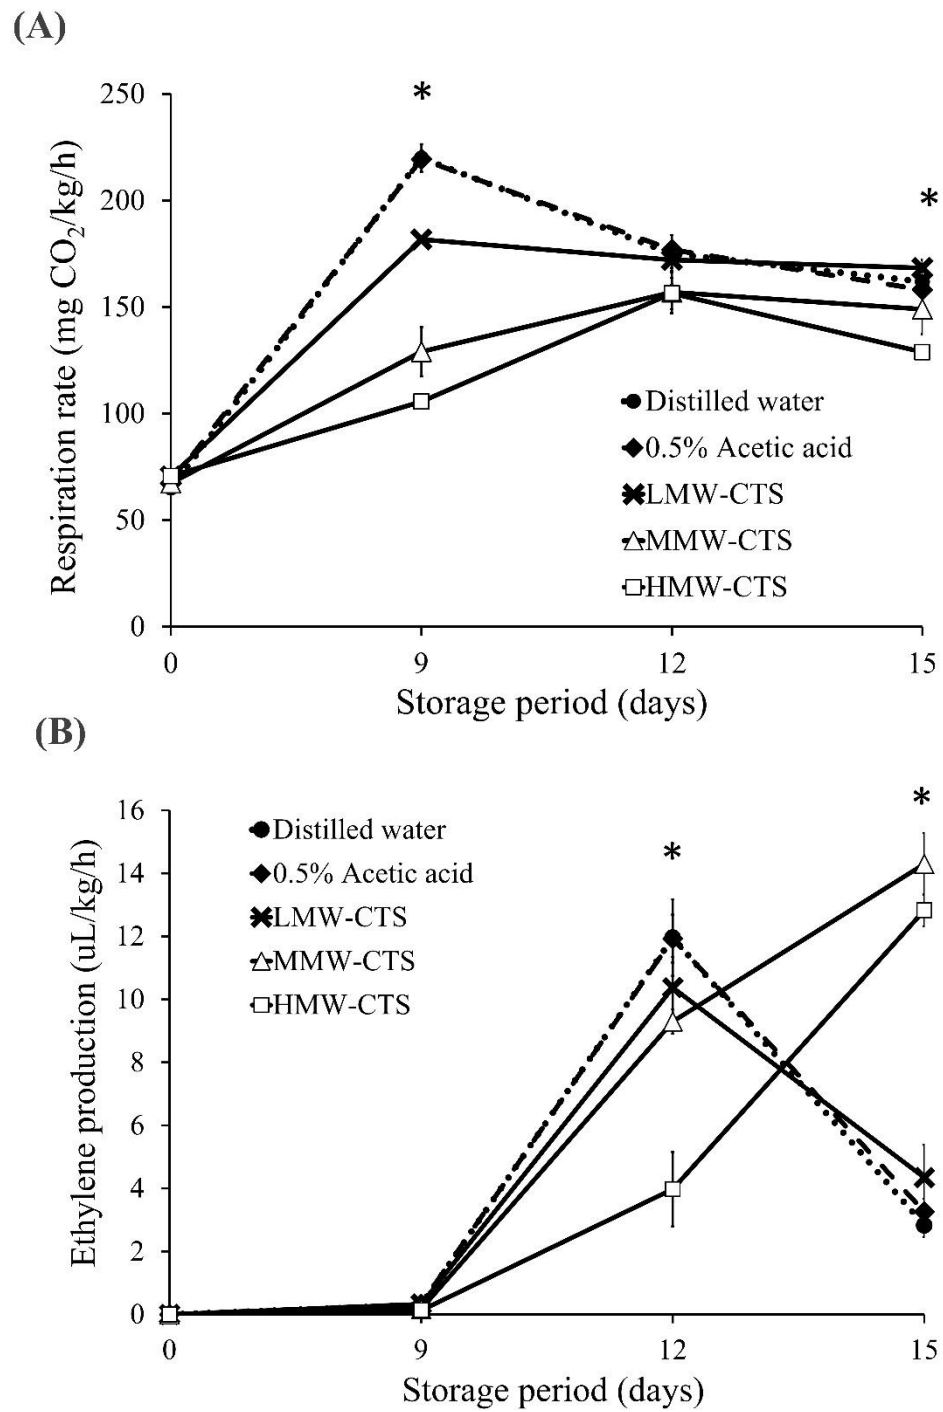 (A)
*
*
250
200
150
100
50
0
Respiration rate (mg CO₂/kg/h)
Distilled water
0.5% Acetic acid
LMW-CTS
MMW-CTS
HMW-CTS
0 9 12 15
Storage period (days)
(B)
*
*
16
14
12
10
8
6
4
2
0
Ethylene production (uL/kg/h)
Distilled water
0.5% Acetic acid
LMW-CTS
MMW-CTS
HMW-CTS
0 9 12 15
Storage period (days)